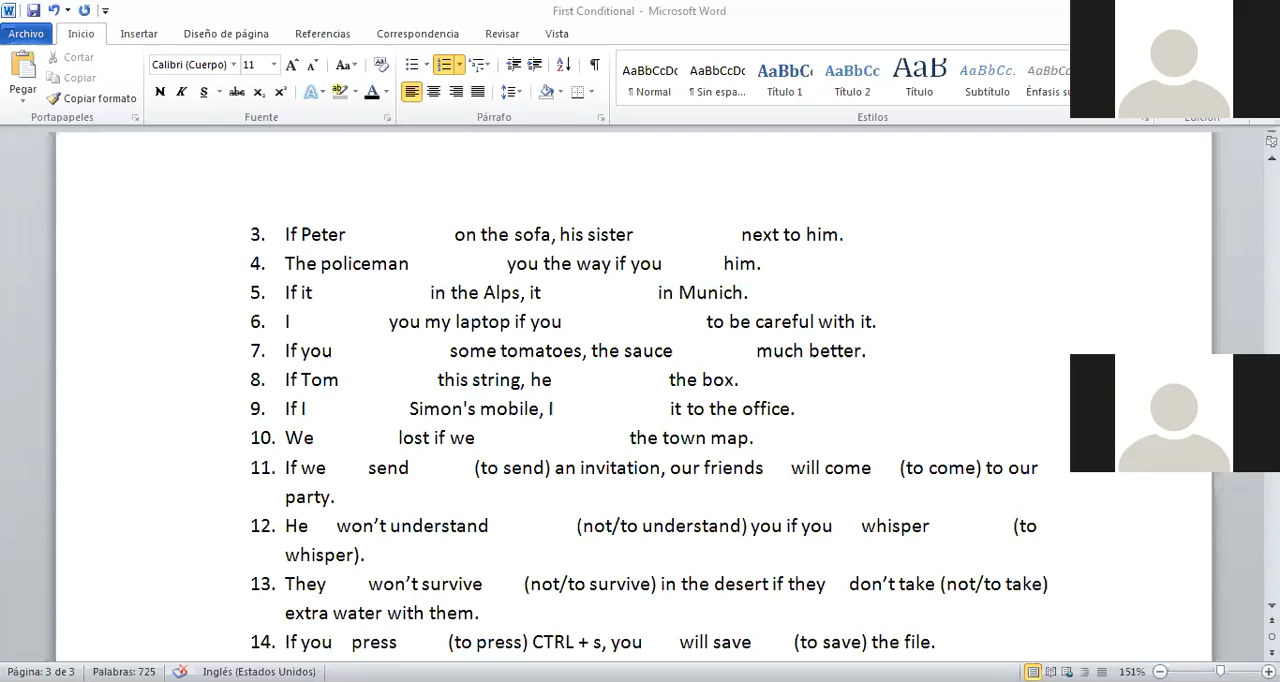 First Conditional - Microsoft Word
Archivo Inicio Insertar Diseño de página Referencias Correspondencia Revisar Vista
Cortar
Copiar
Copiar formato
Pegar
Calibri (Cuerpo) 11
N K S abc x₂ x² A ab A
Aa
AaBbCcDc AaBbCcDc AaBbC AaBbCc AaB AaBbCc. AaBbCc
¶ Normal ¶ Sin espa... Título 1 Título 2 Título Subtítulo Énfasis su
Portapapeles Fuente Párrafo Estilos Edición
3. If Peter on the sofa, his sister next to him.
4. The policeman you the way if you him.
5. If it in the Alps, it in Munich.
6. I you my laptop if you to be careful with it.
7. If you some tomatoes, the sauce much better.
8. If Tom this string, he the box.
9. If I Simon's mobile, I it to the office.
10. We lost if we the town map.
11. If we send (to send) an invitation, our friends will come (to come) to our
party.
12. He won’t understand (not/to understand) you if you whisper (to
whisper).
13. They won’t survive (not/to survive) in the desert if they don’t take (not/to take)
extra water with them.
14. If you press (to press) CTRL + s, you will save (to save) the file.
Página: 3 de 3 Palabras: 725 Inglés (Estados Unidos) 151%